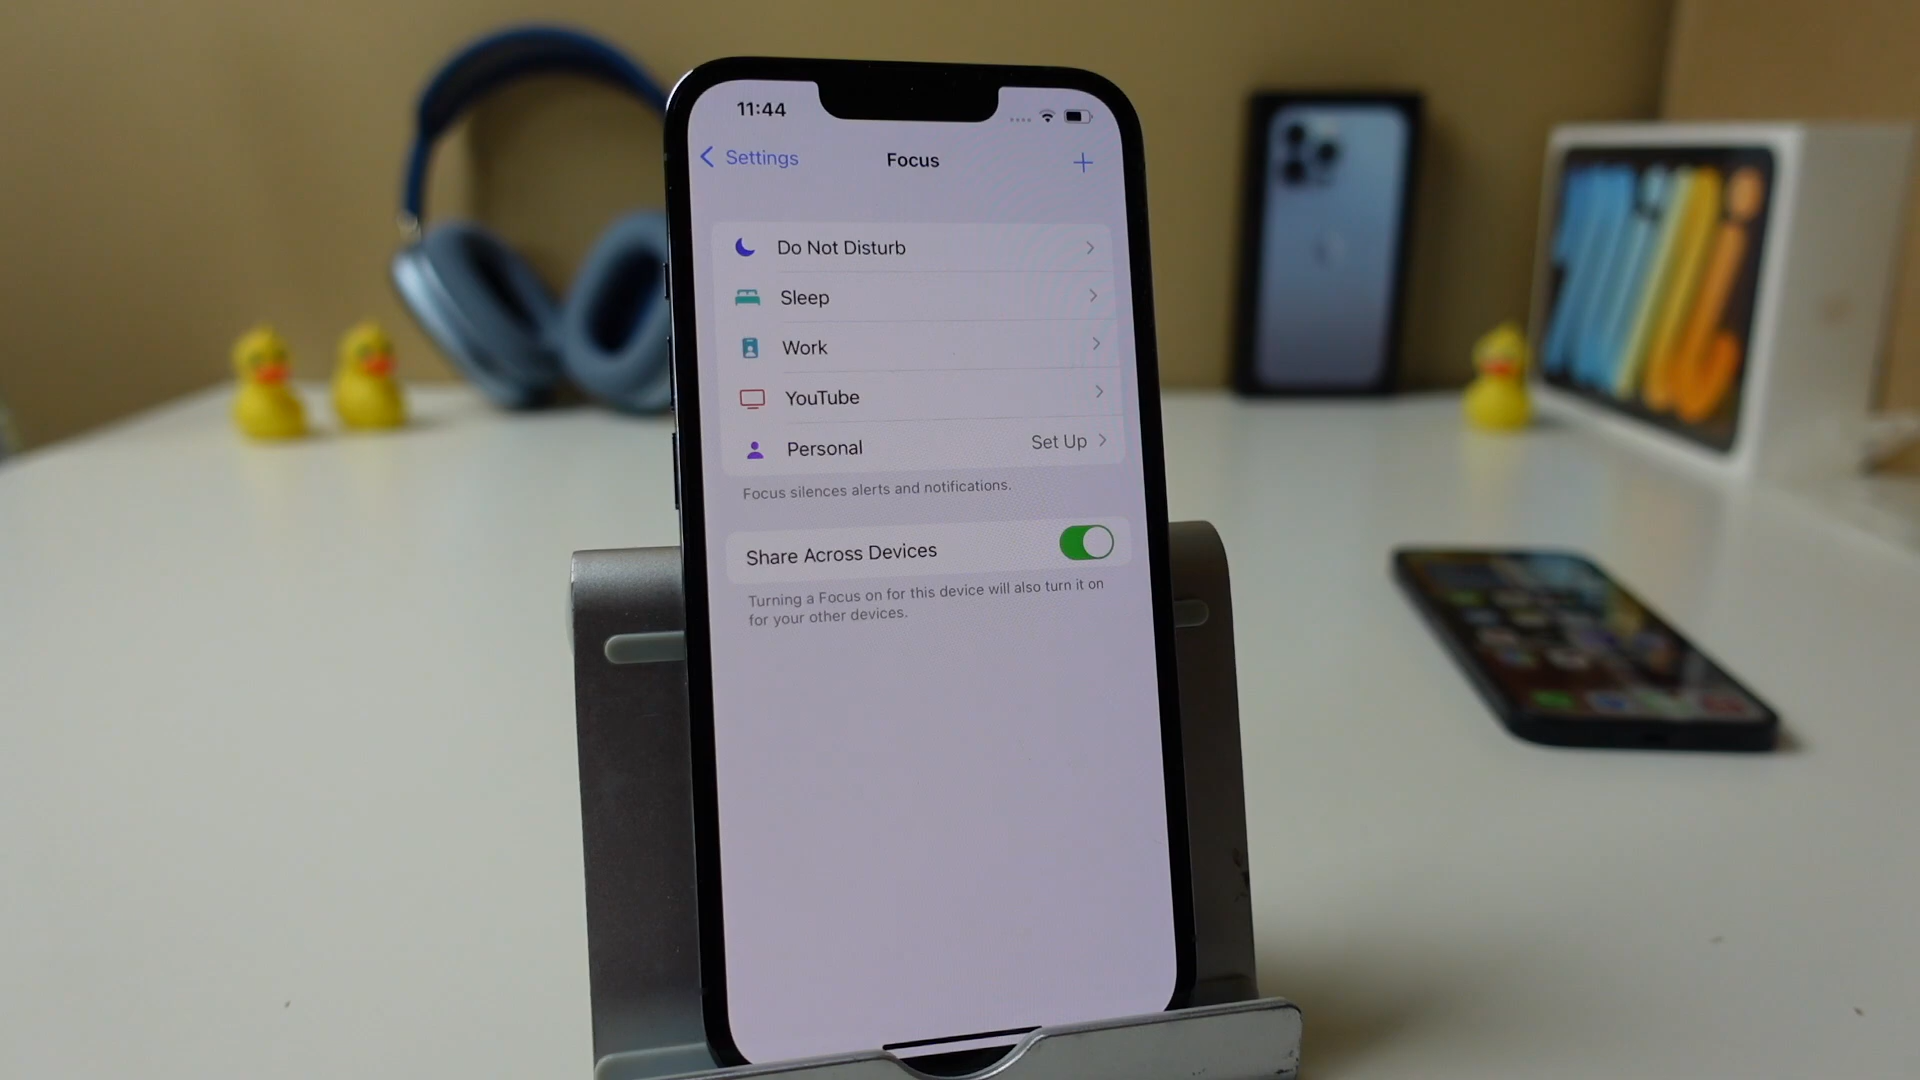 11:44
Settings
Focus
Do Not Disturb
Sleep
Work
YouTube
Personal
Set Up
Focus silences alerts and notifications.
Share Across Devices
Turning a Focus on for this device will also turn it on
for your other devices.